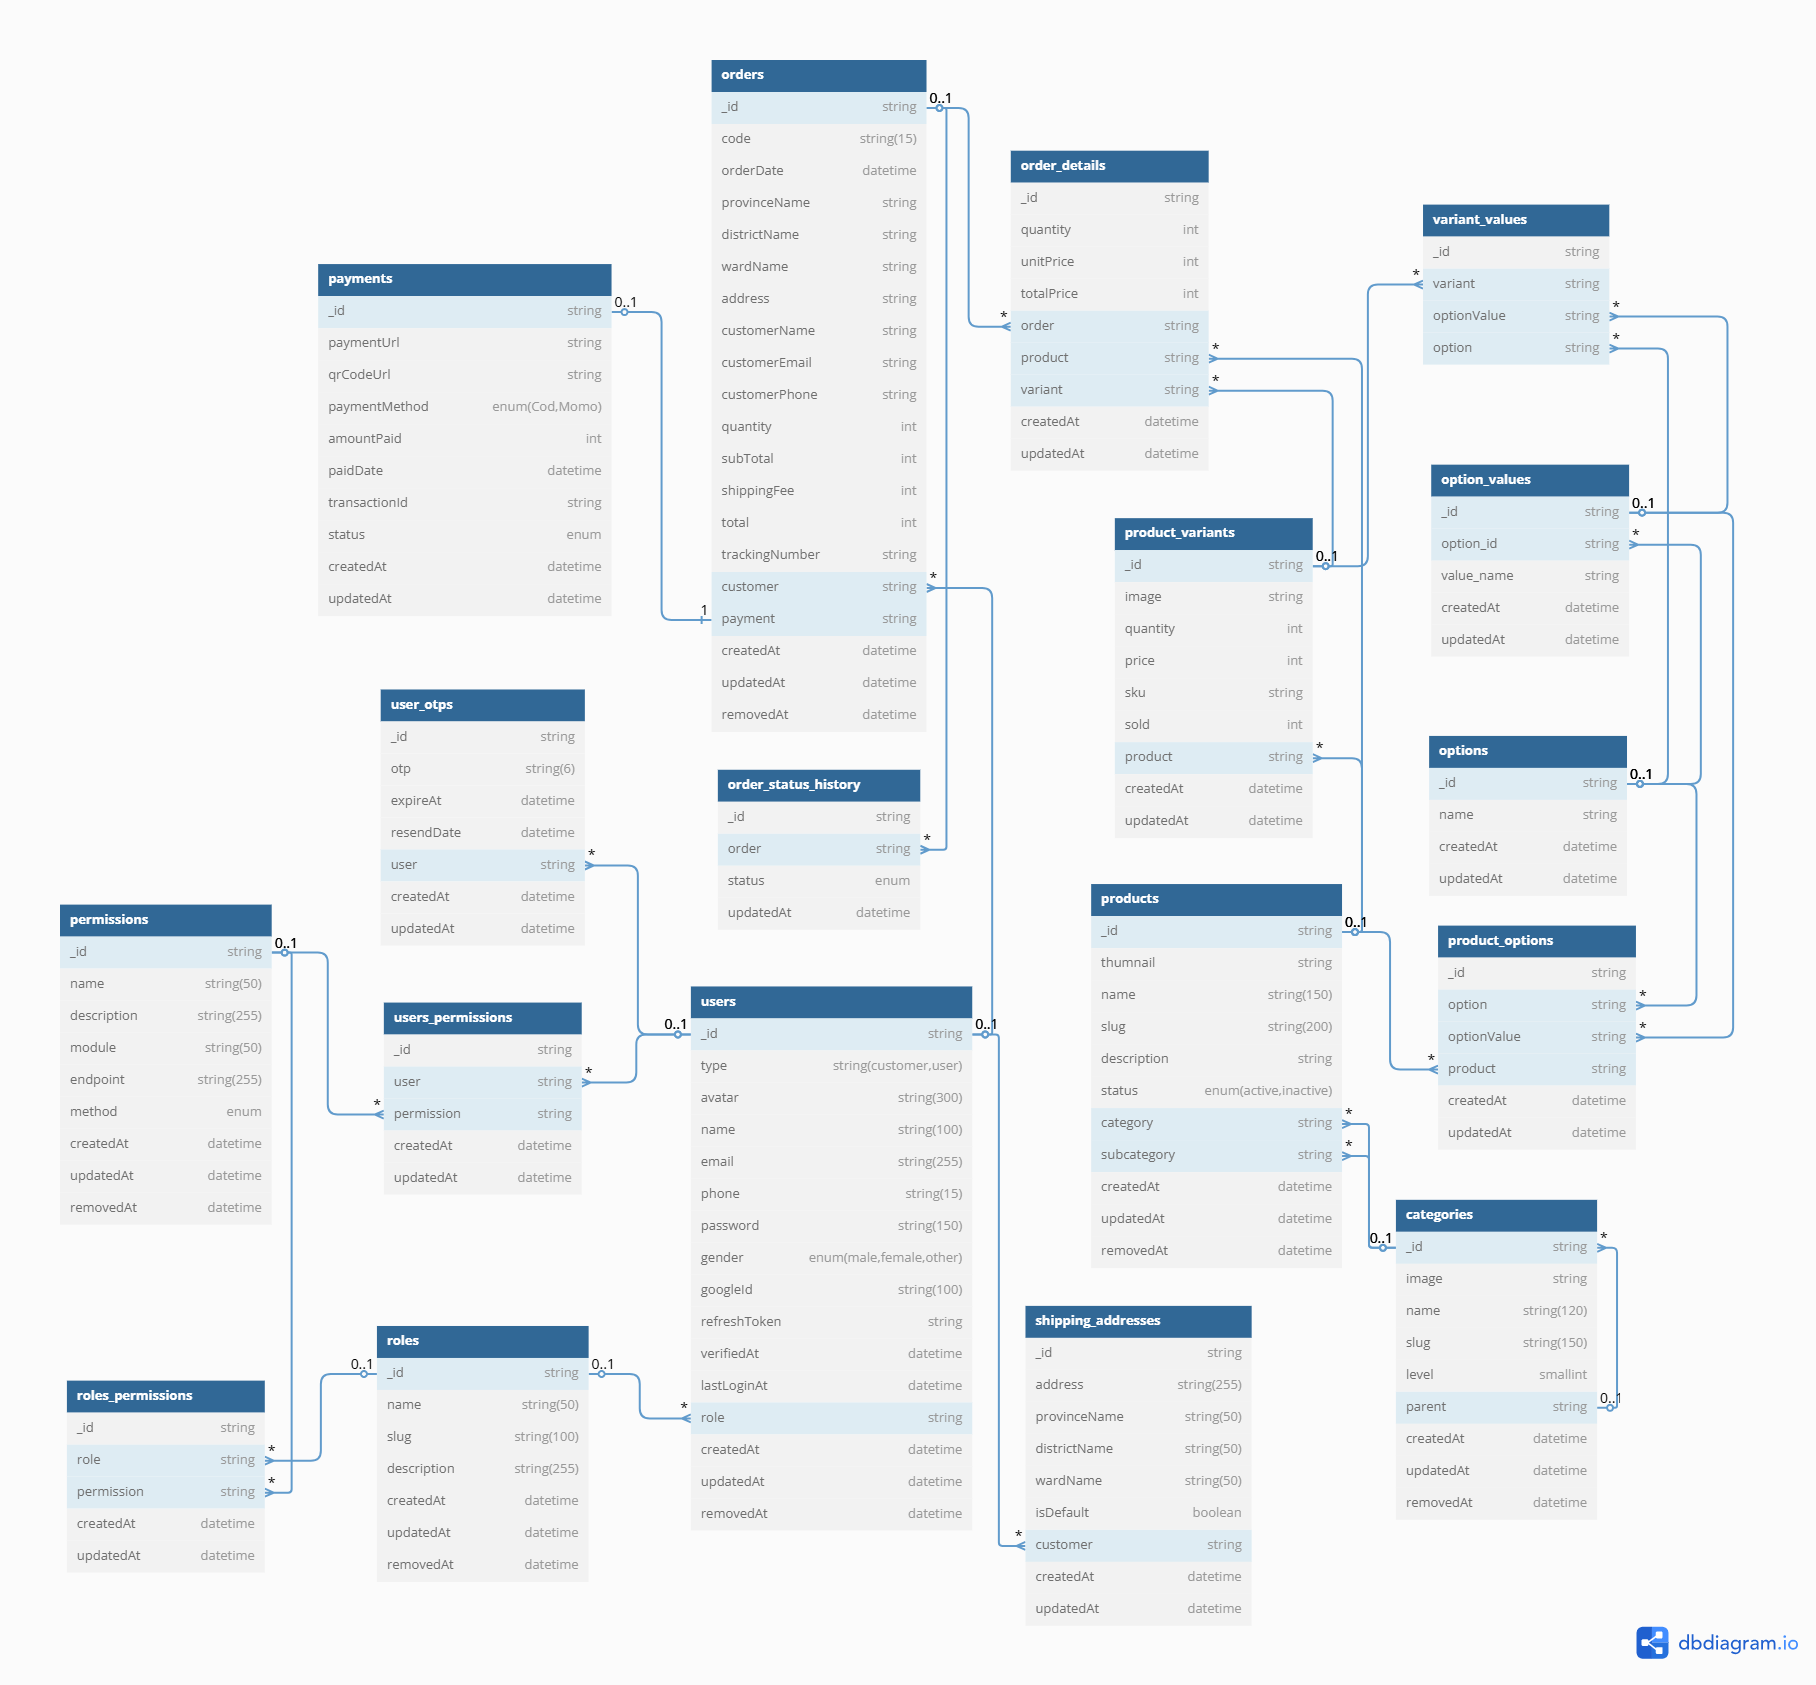 orders
_id string
code string(15)
orderDate datetime
provinceName string
districtName string
wardName string
address string
customerName string
customerEmail string
customerPhone string
quantity int
subTotal int
shippingFee int
total int
trackingNumber string
customer string
payment string
createdAt datetime
updatedAt datetime
removedAt datetime
0..1
*
1
order_details
_id string
quantity int
unitPrice int
totalPrice int
order string
product string
variant string
createdAt datetime
updatedAt datetime
*
*
*
variant_values
_id string
variant string
optionValue string
option string
*
*
*
payments
_id string
paymentUrl string
qrCodeUrl string
paymentMethod enum(Cod,Momo)
amountPaid int
paidDate datetime
transactionId string
status enum
createdAt datetime
updatedAt datetime
0..1
option_values
_id string
option_id string
value_name string
createdAt datetime
updatedAt datetime
0..1
*
product_variants
_id string
image string
quantity int
price int
sku string
sold int
product string
createdAt datetime
updatedAt datetime
0..1
*
user_otps
_id string
otp string(6)
expireAt datetime
resendDate datetime
user string
createdAt datetime
updatedAt datetime
*
order_status_history
_id string
order string
status enum
updatedAt datetime
*
options
_id string
name string
createdAt datetime
updatedAt datetime
0..1
permissions
_id string
name string(50)
description string(255)
module string(50)
endpoint string(255)
method enum
createdAt datetime
updatedAt datetime
removedAt datetime
0..1
users_permissions
_id string
user string
permission string
createdAt datetime
updatedAt datetime
*
*
users
_id string
type string(customer,user)
avatar string(300)
name string(100)
email string(255)
phone string(15)
password string(150)
gender enum(male,female,other)
googleId string(100)
refreshToken string
verifiedAt datetime
lastLoginAt datetime
role string
createdAt datetime
updatedAt datetime
removedAt datetime
0..1
0..1
*
products
_id string
thumnail string
name string(150)
slug string(200)
description string
status enum(active,inactive)
category string
subcategory string
createdAt datetime
updatedAt datetime
removedAt datetime
0..1
*
*
product_options
_id string
option string
optionValue string
product string
createdAt datetime
updatedAt datetime
*
*
*
categories
_id string
image string
name string(120)
slug string(150)
level smallint
parent string
createdAt datetime
updatedAt datetime
removedAt datetime
0..1
*
0..1
shipping_addresses
_id string
address string(255)
provinceName string(50)
districtName string(50)
wardName string(50)
isDefault boolean
customer string
createdAt datetime
updatedAt datetime
*
roles
_id string
name string(50)
slug string(100)
description string(255)
createdAt datetime
updatedAt datetime
removedAt datetime
0..1
0..1
roles_permissions
_id string
role string
permission string
createdAt datetime
updatedAt datetime
*
*
dbdiagram.io